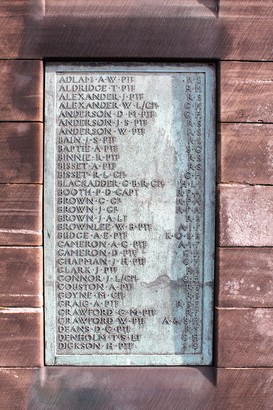 ADLAM·A·W·PTE R·S
ALDRIDGE·T·PTE R·H
ALEXANDER·J·PTE R·S
ALEXANDER·W·L/CPL G·H
ANDERSON·D·M·PTE G·H
ANDERSON·J·S·PTE R·S
ANDERSON·W·PTE R·S
BAIN·J·S·PTE
BAPTIE·A·PTE
BINNIE·R·PTE R·S
BISSET·A·PTE R·S
BISSET·R·L·CPL
BLACKADDER·G·B·R·CPL
BOOTH·P·D·CAPT
BROWN·C·GR
BROWN·J·GR
BROWN·J·A·LT
BROWNLEE·W·B·PTE
BUDGE·A·E·PTE
CAMERON·A·G·PTE
CAMERON·D·PTE
CHAPMAN·J·H·PTE
CLARK·J·PTE
CONNOR·J·L/CPL
COUSTON·A·PTE
COYNE·M·CPL
CRAIG·A·PTE
CRAWFORD·G·M·PTE
CRAWFORD·W·PTE
DEANS·D·G·PTE
DENHOLM·T·S·LT
DICKSON·H·PTE